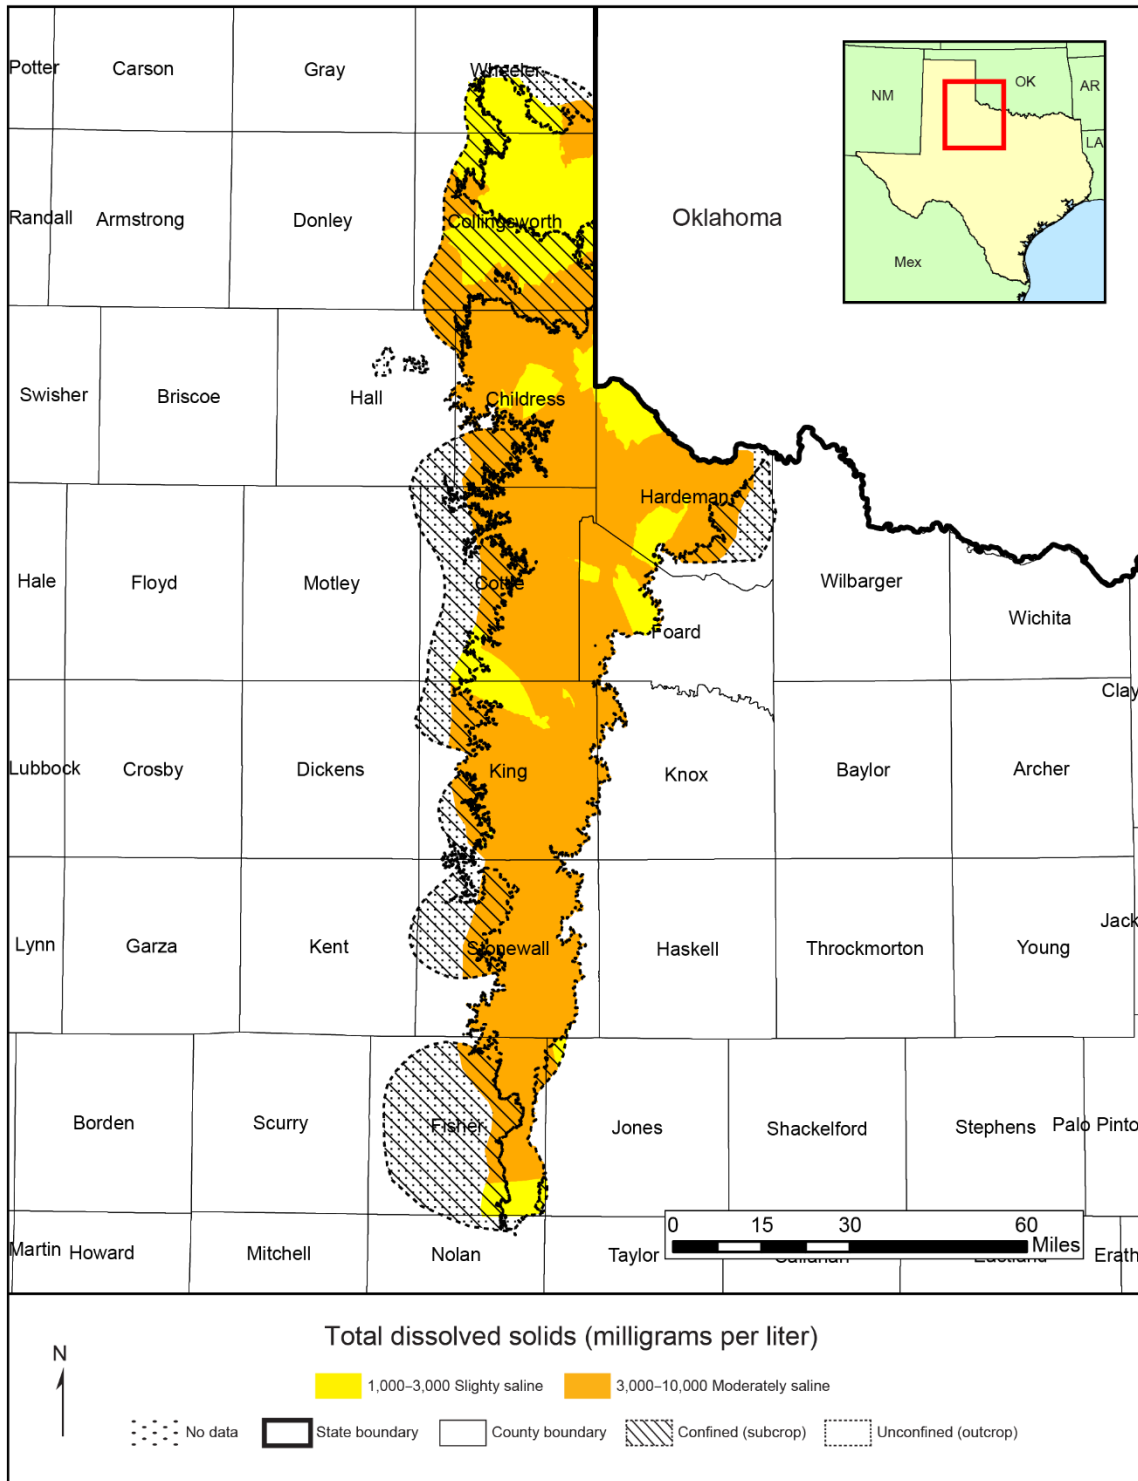 Potter Carson Gray Wheeler
NM OK AR
LA
Mex
Randall Armstrong Donley Collingsworth Oklahoma
Swisher Briscoe Hall Childress
Hardeman
Hale Floyd Motley Cottle Wilbarger
Foard Wichita
Clay
Lubbock Crosby Dickens King Knox Baylor Archer
Lynn Garza Kent Stonewall Haskell Throckmorton Young Jack
Borden Scurry Fisher Jones Shackelford Stephens Palo Pinto
0 15 30 60
Miles
Martin Howard Mitchell Nolan Taylor Callahan Eastland Erath
Total dissolved solids (milligrams per liter)
N
1,000–3,000 Slighty saline 3,000–10,000 Moderately saline
No data State boundary County boundary Confined (subcrop) Unconfined (outcrop)